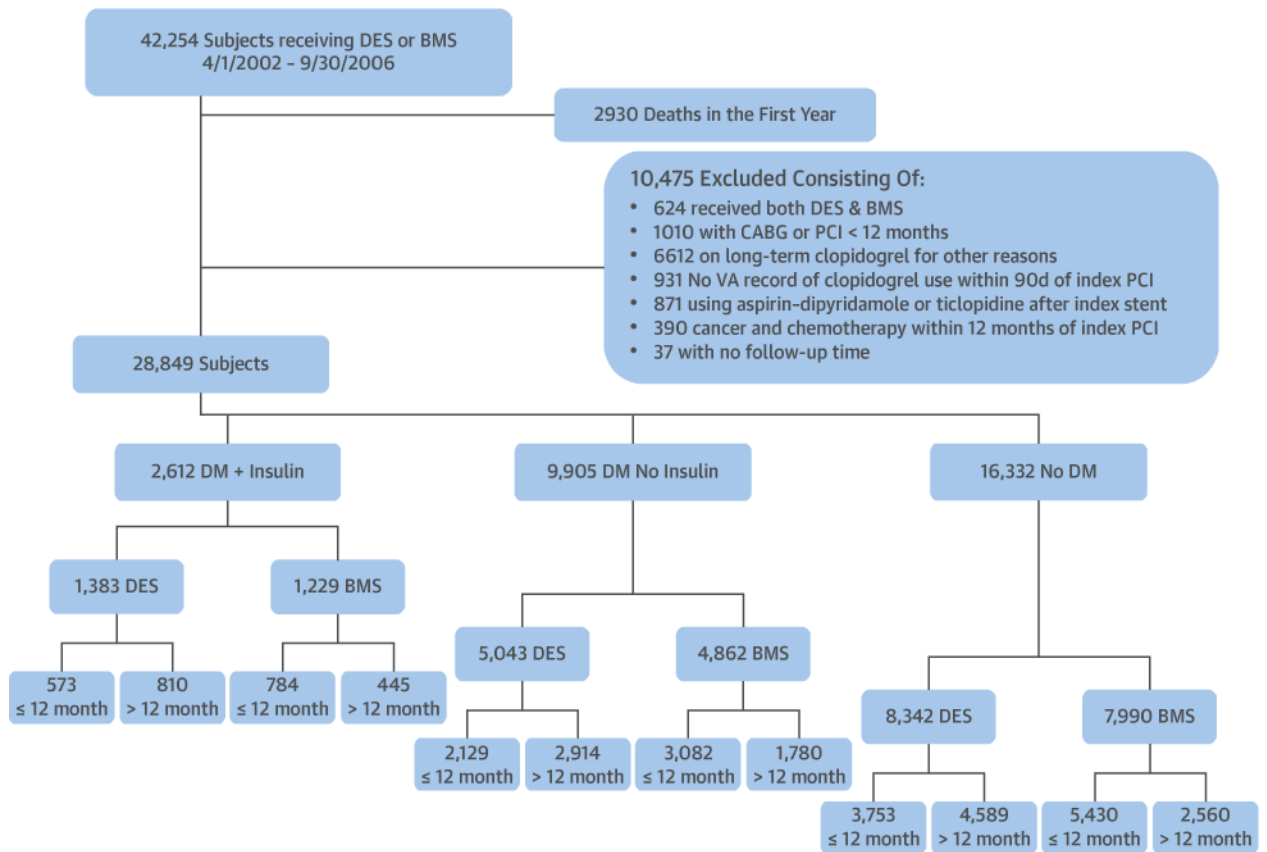 42,254 Subjects receiving DES or BMS
4/1/2002 - 9/30/2006
2930 Deaths in the First Year
10,475 Excluded Consisting Of:
• 624 received both DES & BMS
• 1010 with CABG or PCI < 12 months
• 6612 on long-term clopidogrel for other reasons
• 931 No VA record of clopidogrel use within 90d of index PCI
• 871 using aspirin-dipyridamole or ticlopidine after index stent
• 390 cancer and chemotherapy within 12 months of index PCI
• 37 with no follow-up time
28,849 Subjects
2,612 DM + Insulin
9,905 DM No Insulin
16,332 No DM
1,383 DES
1,229 BMS
5,043 DES
4,862 BMS
8,342 DES
7,990 BMS
573
≤ 12 month
810
> 12 month
784
≤ 12 month
445
> 12 month
2,129
≤ 12 month
2,914
> 12 month
3,082
≤ 12 month
1,780
> 12 month
3,753
≤ 12 month
4,589
> 12 month
5,430
≤ 12 month
2,560
> 12 month